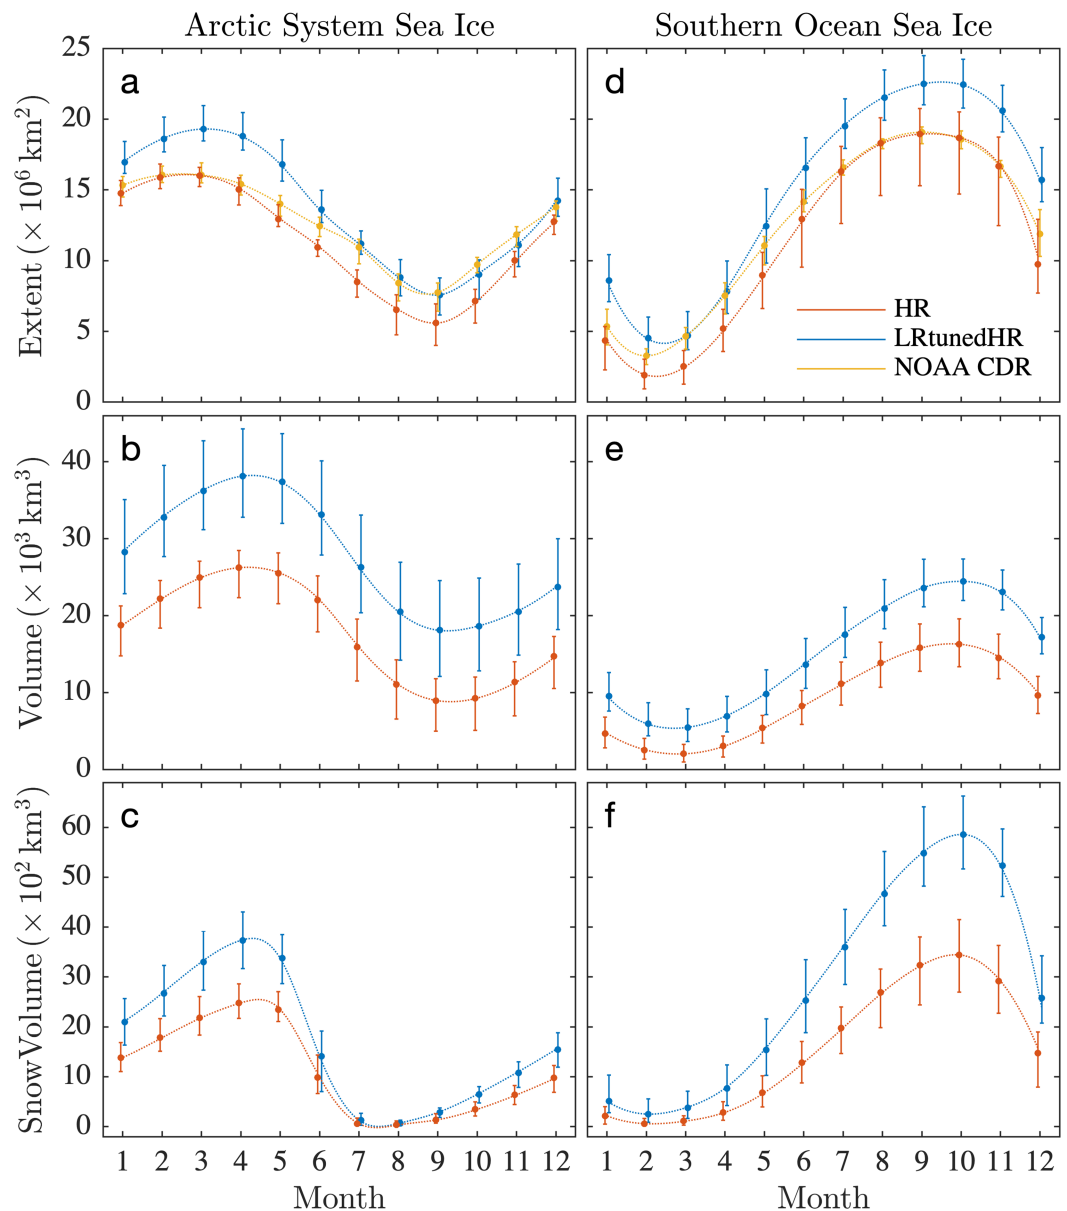 Arctic System Sea Ice
Southern Ocean Sea Ice
a
25
20
15
10
5
0
Extent (× 10⁶ km²)
d
HR
LRtunedHR
NOAA CDR
b
40
30
20
10
0
Volume (× 10³ km³)
e
c
60
50
40
30
20
10
0
SnowVolume (× 10² km³)
f
1 2 3 4 5 6 7 8 9 10 11 12
1 2 3 4 5 6 7 8 9 10 11 12
Month
Month